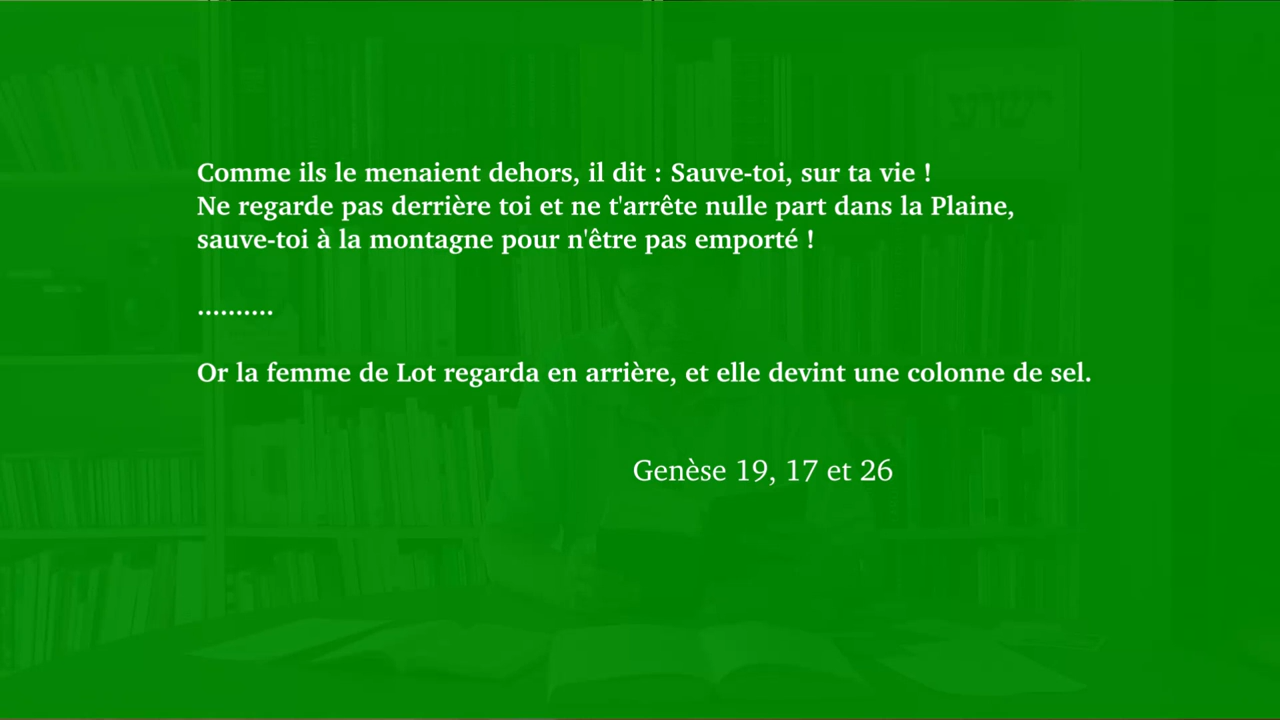 Comme ils le menaient dehors, il dit : Sauve-toi, sur ta vie !
Ne regarde pas derrière toi et ne t'arrête nulle part dans la Plaine,
sauve-toi à la montagne pour n'être pas emporté !
..........
Or la femme de Lot regarda en arrière, et elle devint une colonne de sel.
Genèse 19, 17 et 26